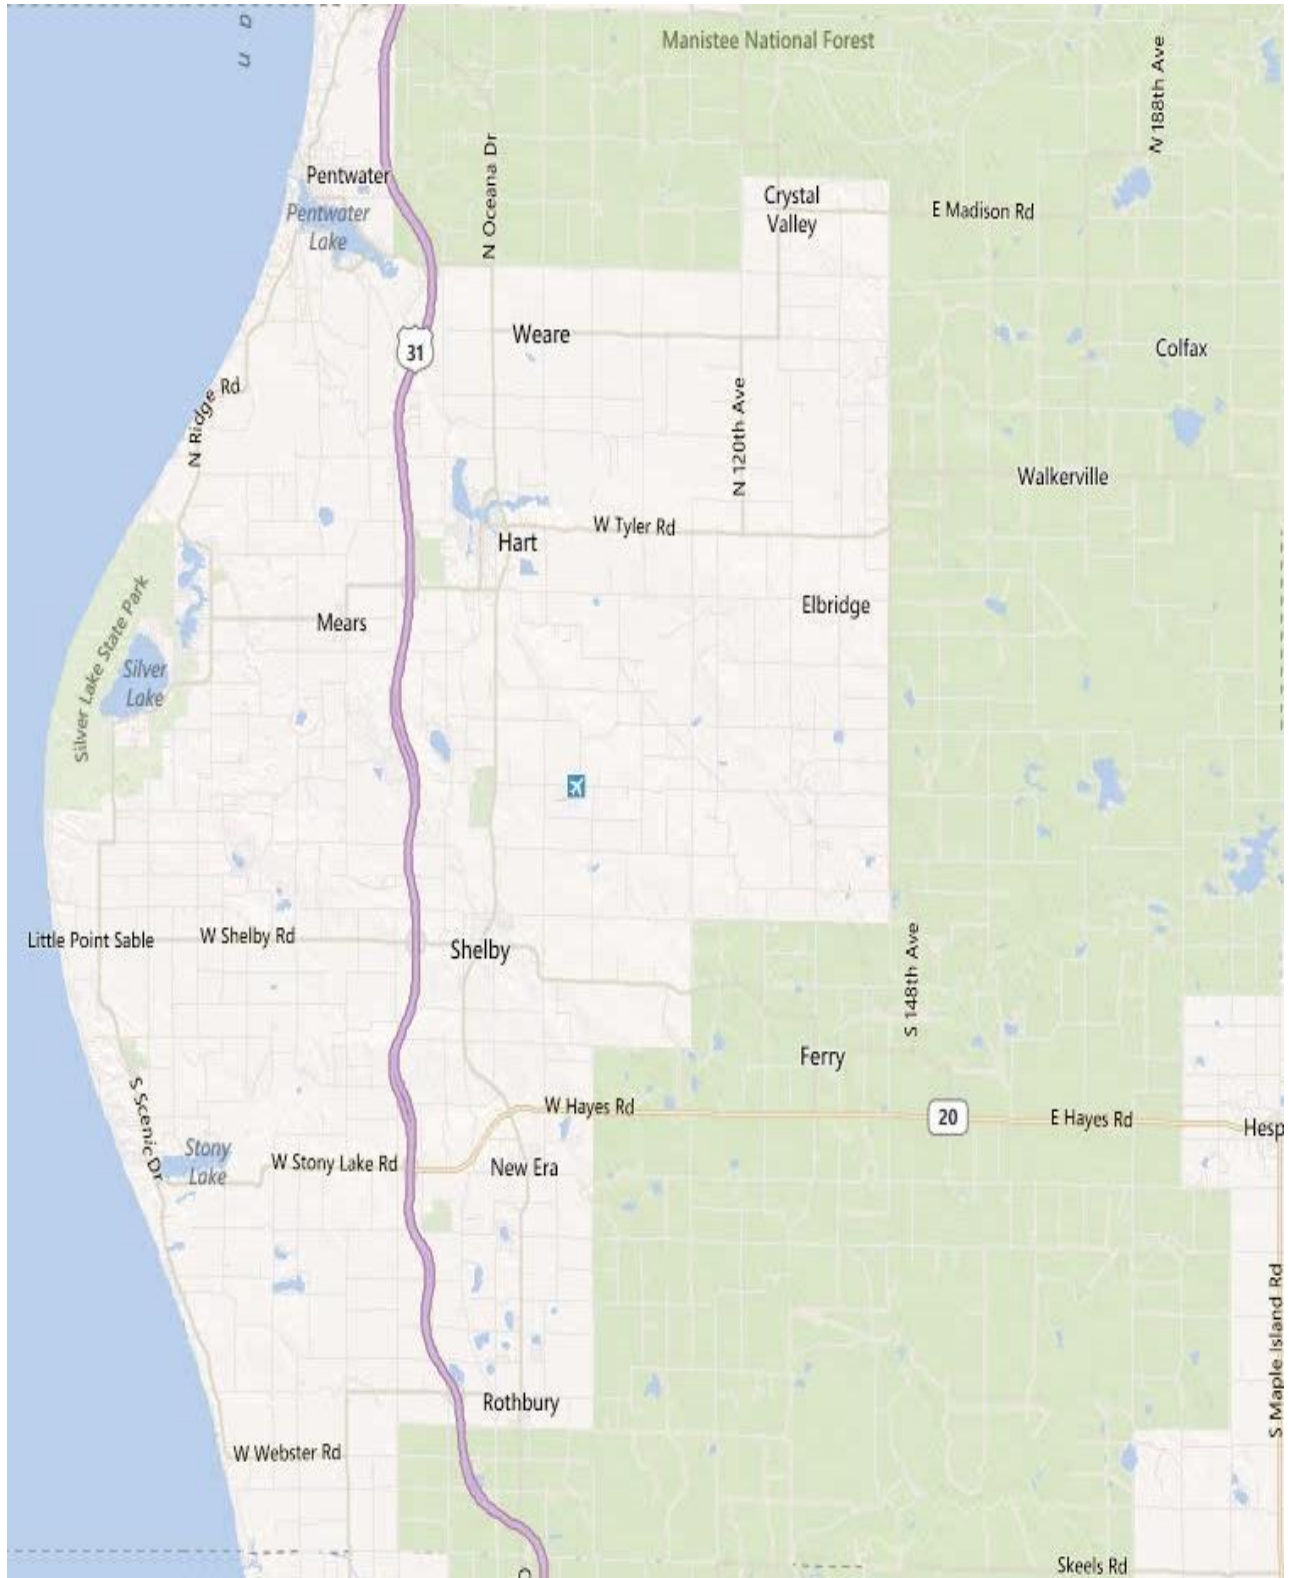 a
n
Manistee National Forest
N 188th Ave
N Oceana Dr
Pentwater
Crystal
Valley
E Madison Rd
Pentwater
Lake
Weare
31
Colfax
N Ridge Rd
N 120th Ave
Walkerville
W Tyler Rd
Hart
Silver Lake State Park
Elbridge
Mears
Silver
Lake
Little Point Sable
W Shelby Rd
Shelby
S 148th Ave
Ferry
S Scenic Dr
W Hayes Rd
20
E Hayes Rd
Hesp
Stony
Lake
W Stony Lake Rd
New Era
S Maple Island Rd
Rothbury
W Webster Rd
Skeels Rd